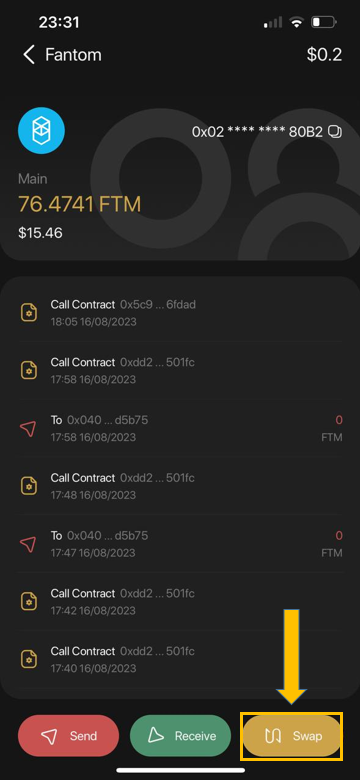 23:31
Fantom $0.2
0x02 **** **** 80B2
Main
76.4741 FTM
$15.46
Call Contract 0x5c9 ... 6fdad
18:05 16/08/2023
Call Contract 0xdd2 ... 501fc
17:58 16/08/2023
To 0x040 ... d5b75 0
17:58 16/08/2023 FTM
Call Contract 0xdd2 ... 501fc
17:48 16/08/2023
To 0x040 ... d5b75 0
17:47 16/08/2023 FTM
Call Contract 0xdd2 ... 501fc
17:42 16/08/2023
Call Contract 0xdd2 ... 501fc
17:40 16/08/2023
Send Receive Swap